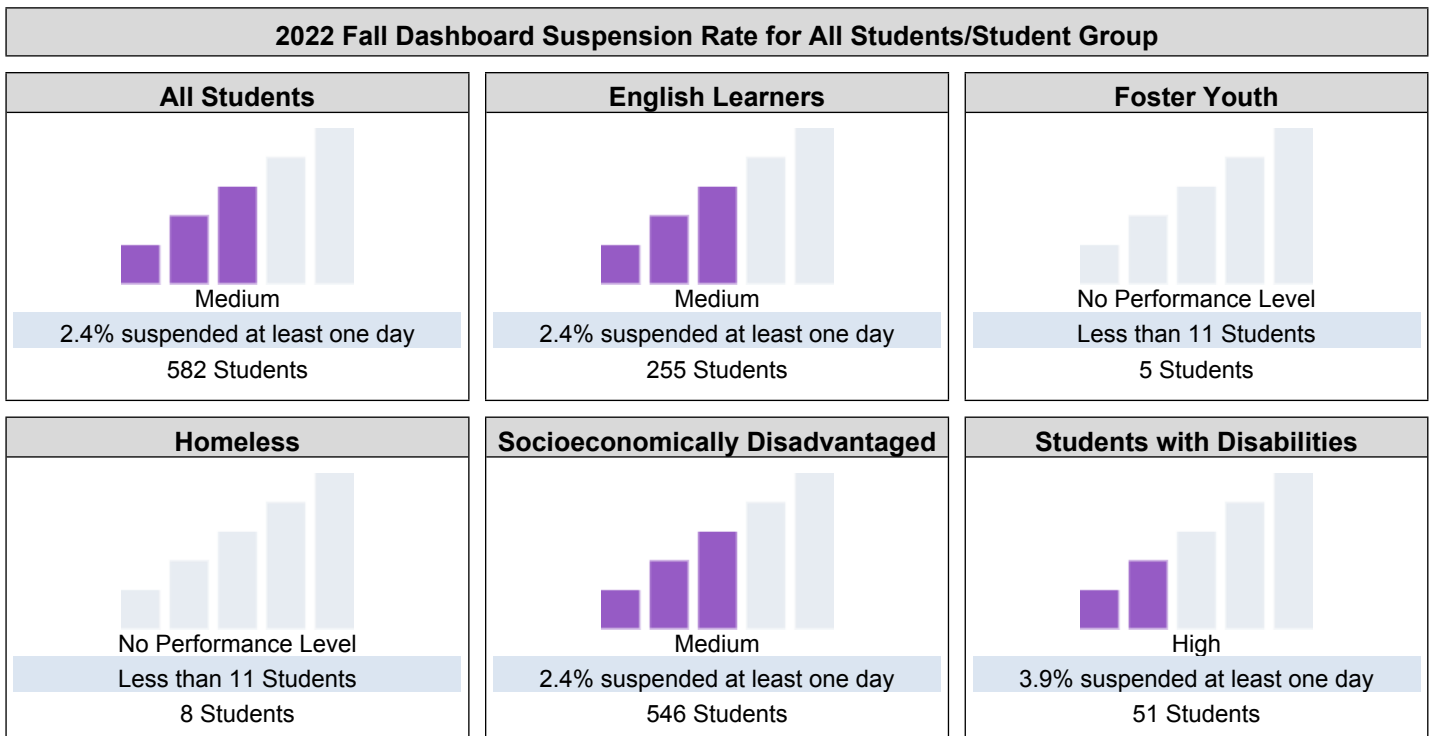 2022 Fall Dashboard Suspension Rate for All Students/Student Group
All Students
Medium
2.4% suspended at least one day
582 Students
English Learners
Medium
2.4% suspended at least one day
255 Students
Foster Youth
No Performance Level
Less than 11 Students
5 Students
Homeless
No Performance Level
Less than 11 Students
8 Students
Socioeconomically Disadvantaged
Medium
2.4% suspended at least one day
546 Students
Students with Disabilities
High
3.9% suspended at least one day
51 Students